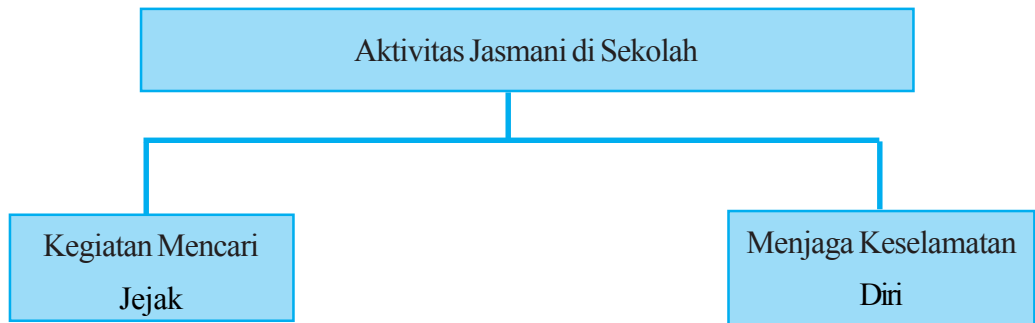 Aktivitas Jasmani di Sekolah
Kegiatan Mencari
Jejak
Menjaga Keselamatan
Diri